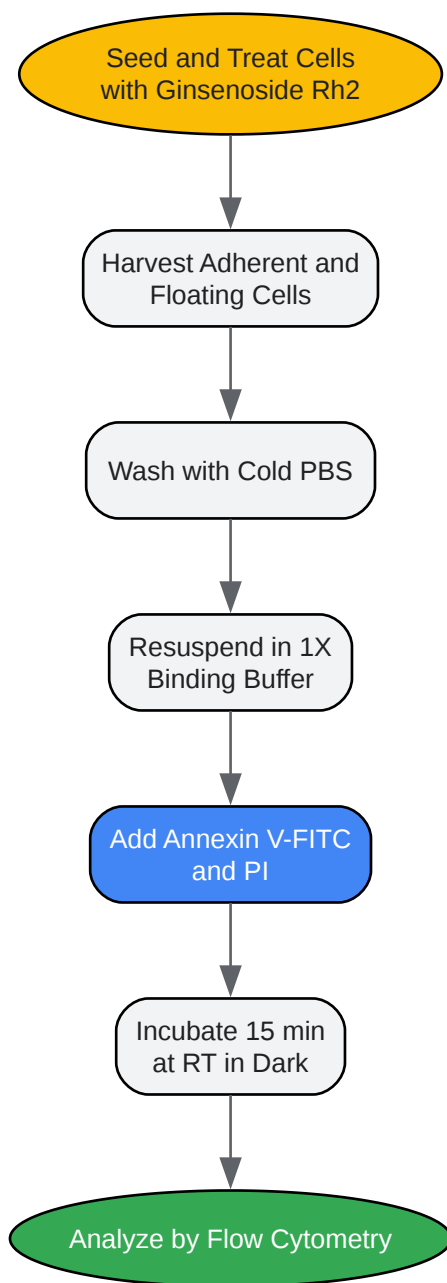 Seed and Treat Cells
with Ginsenoside Rh2
Harvest Adherent and
Floating Cells
Wash with Cold PBS
Resuspend in 1X
Binding Buffer
Add Annexin V-FITC
and PI
Incubate 15 min
at RT in Dark
Analyze by Flow Cytometry